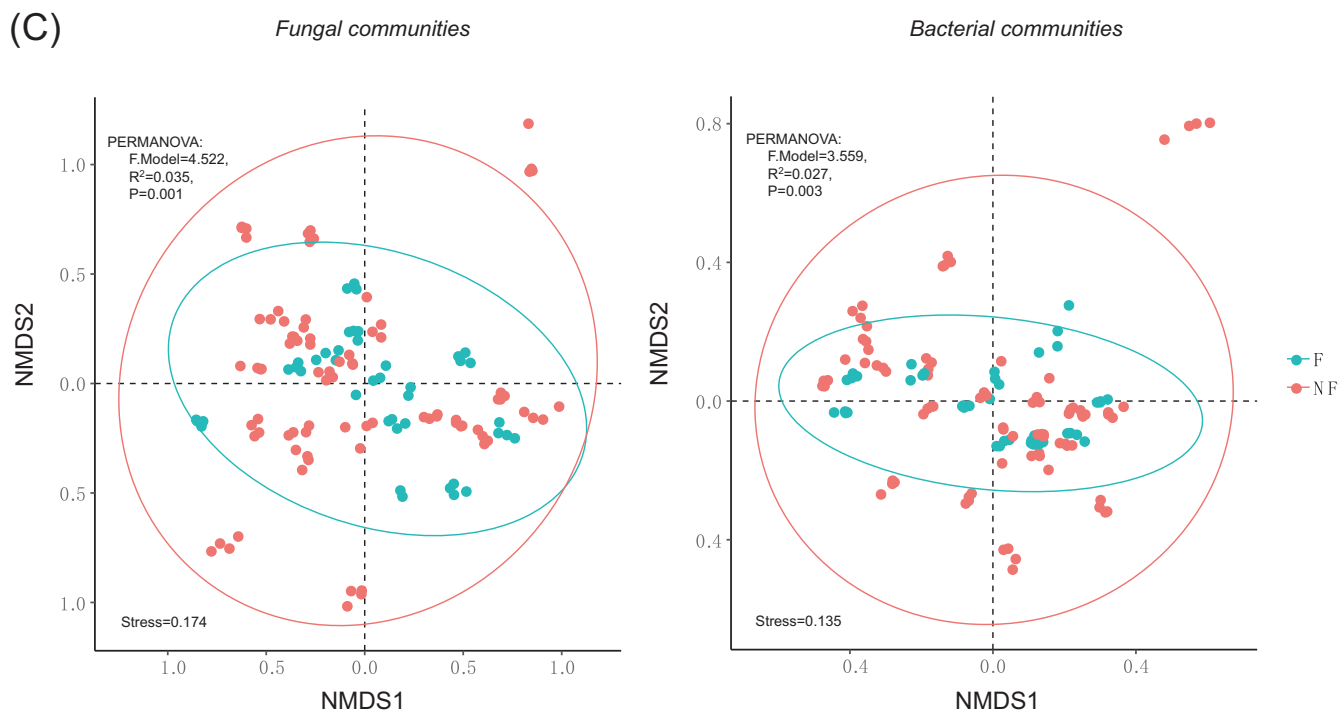 (C)
Fungal communities
Bacterial communities
PERMANOVA:
F.Model=4.522,
R²=0.035,
P=0.001
1.0
0.5
0.0
0.5
1.0
NMDS2
Stress=0.174
1.0
0.5
0.0
0.5
1.0
NMDS1
PERMANOVA:
F.Model=3.559,
R²=0.027,
P=0.003
0.8
0.4
0.0
0.4
NMDS2
Stress=0.135
0.4
0.0
0.4
NMDS1
F
NF